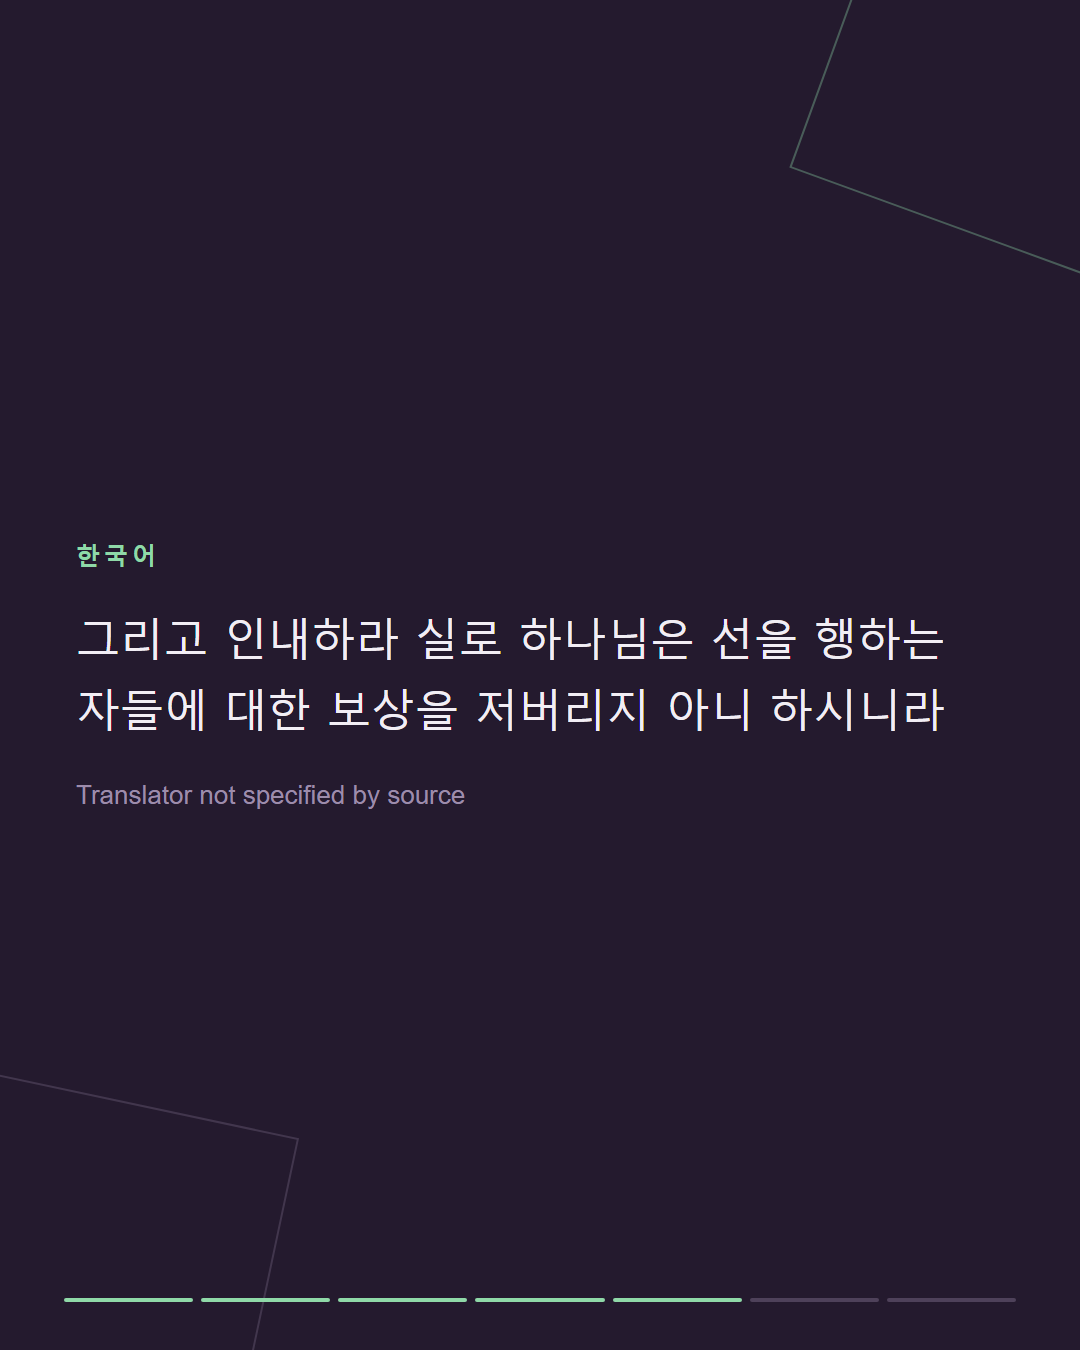 한국어
그리고 인내하라 실로 하나님은 선을 행하는
자들에 대한 보상을 저버리지 아니 하시니라
Translator not specified by source